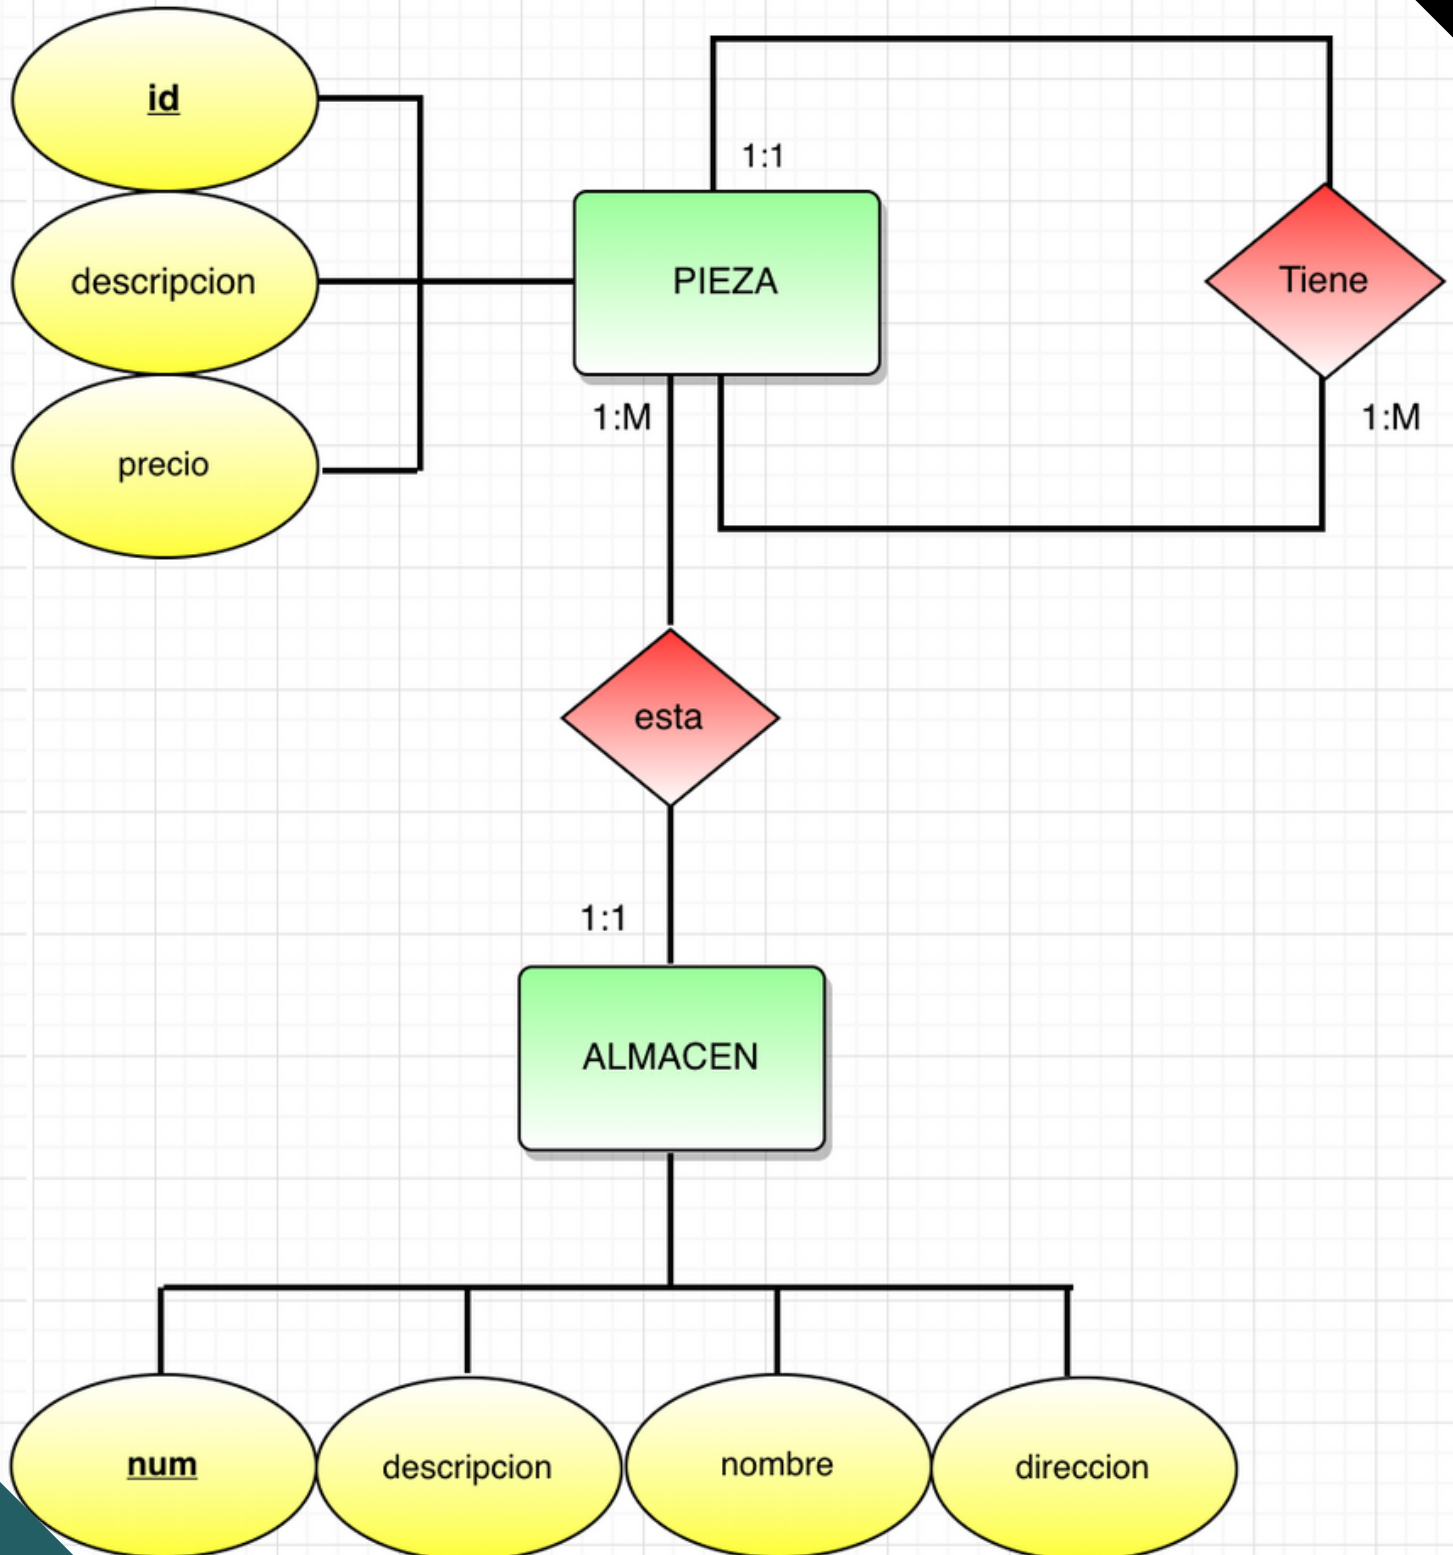 id
1:1
descripcion
PIEZA
Tiene
1:M
1:M
precio
esta
1:1
ALMACEN
num
descripcion
nombre
direccion